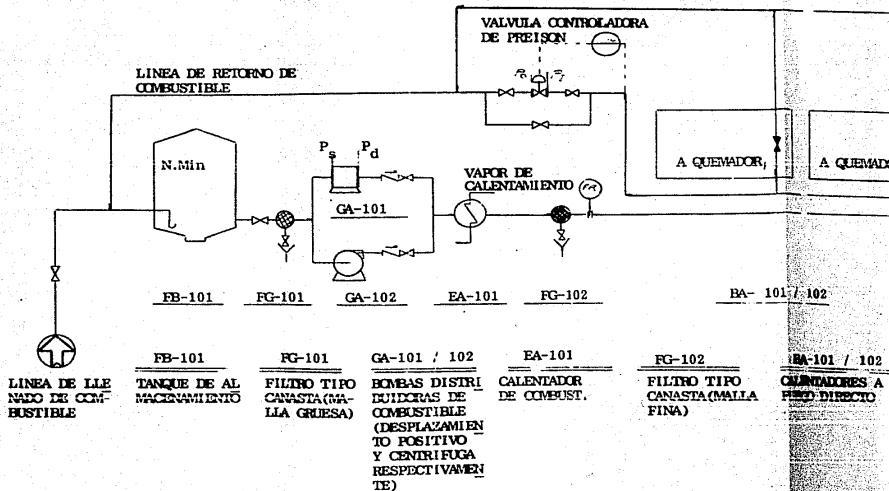 VALVULA CONTROLADORA
DE PREISON
LINEA DE RETORNO DE
COMBUSTIBLE
N.Min
Ps
Pd
GA-101
VAPOR DE
CALENTAMIENTO
A QUEMADOR
A QUEMAD
FB-101
FG-101
GA-102
EA-101
FG-102
BA- 101 / 102
LINEA DE LLE
NADO DE COM-
BUSTIBLE
FB-101
TANQUE DE AL
MACENAMIENTO
FG-101
FILTRO TIPO
CANASTA(MA-
LLA GRUESA)
GA-101 / 102
BOMBAS DISTRI
BUIDORAS DE
COMBUSTIBLE
(DESPLAZAMIEN
TO POSITIVO
Y CENTRIFUGA
RESPECTIVAMEN
TE)
EA-101
CALENTADOR
DE COMBUST.
FG-102
FILTRO TIPO
CANASTA(MALLA
FINA)
BA-101 / 102
CALENTADORES A
FUEGO DIRECTO